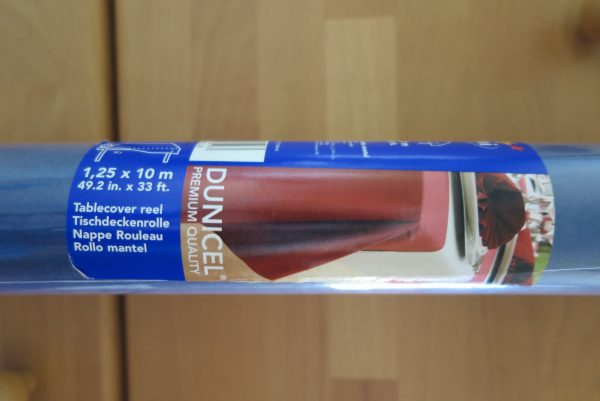 1,25 x 10 m
49.2 in. x 33 ft.
Tablecover reel
Tischdeckenrolle
Nappe Rouleau
Rollo mantel
DUNICEL®
PREMIUM QUALITY